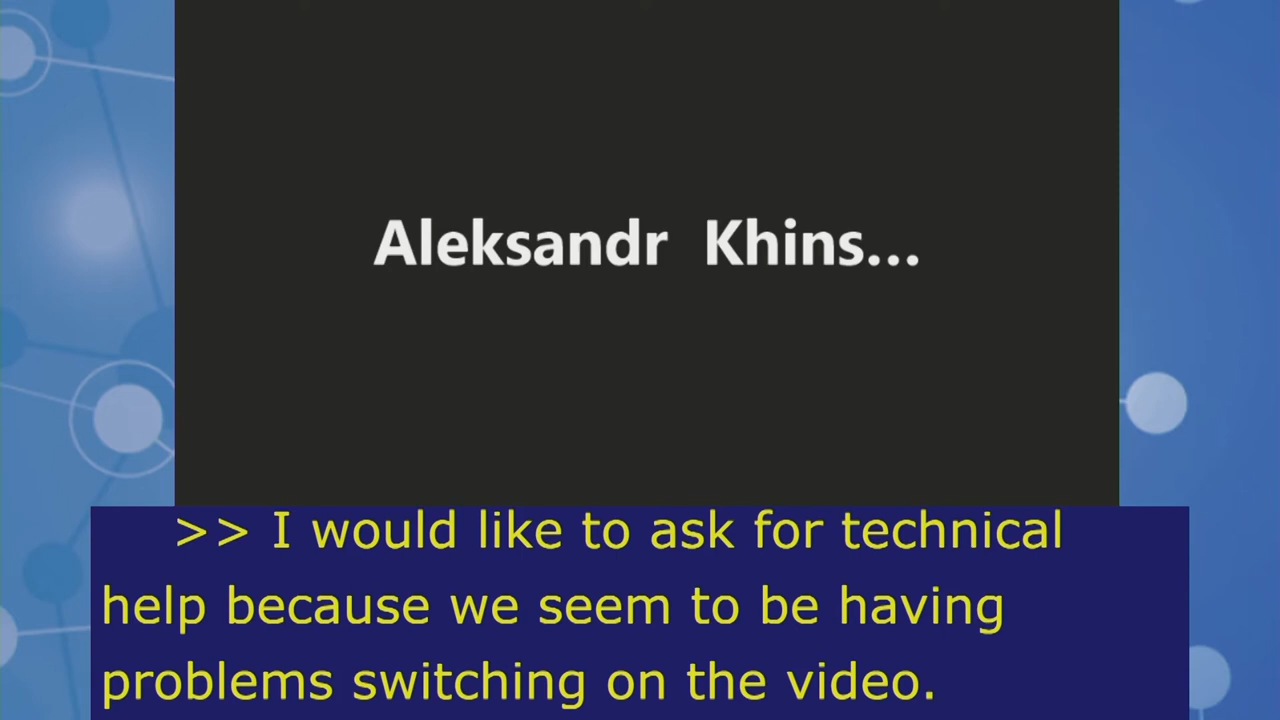 Aleksandr Khins...
>> I would like to ask for technical
help because we seem to be having
problems switching on the video.